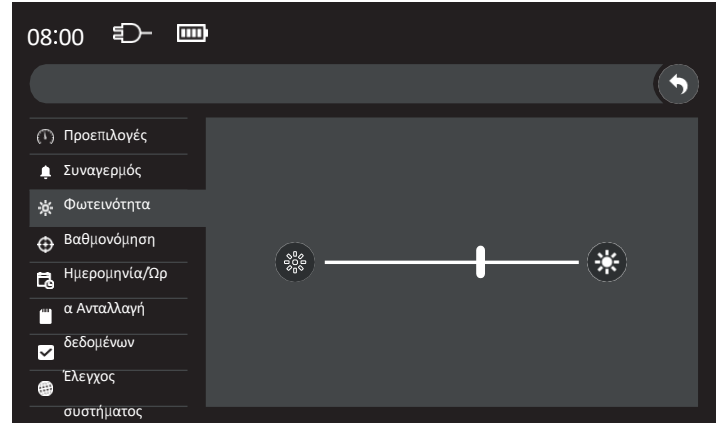 08:00
Προεπιλογές
Συναγερμός
Φωτεινότητα
Βαθμονόμηση
Ημερομηνία/Ωρ
α Ανταλλαγή
δεδομένων
Έλεγχος
συστήματος